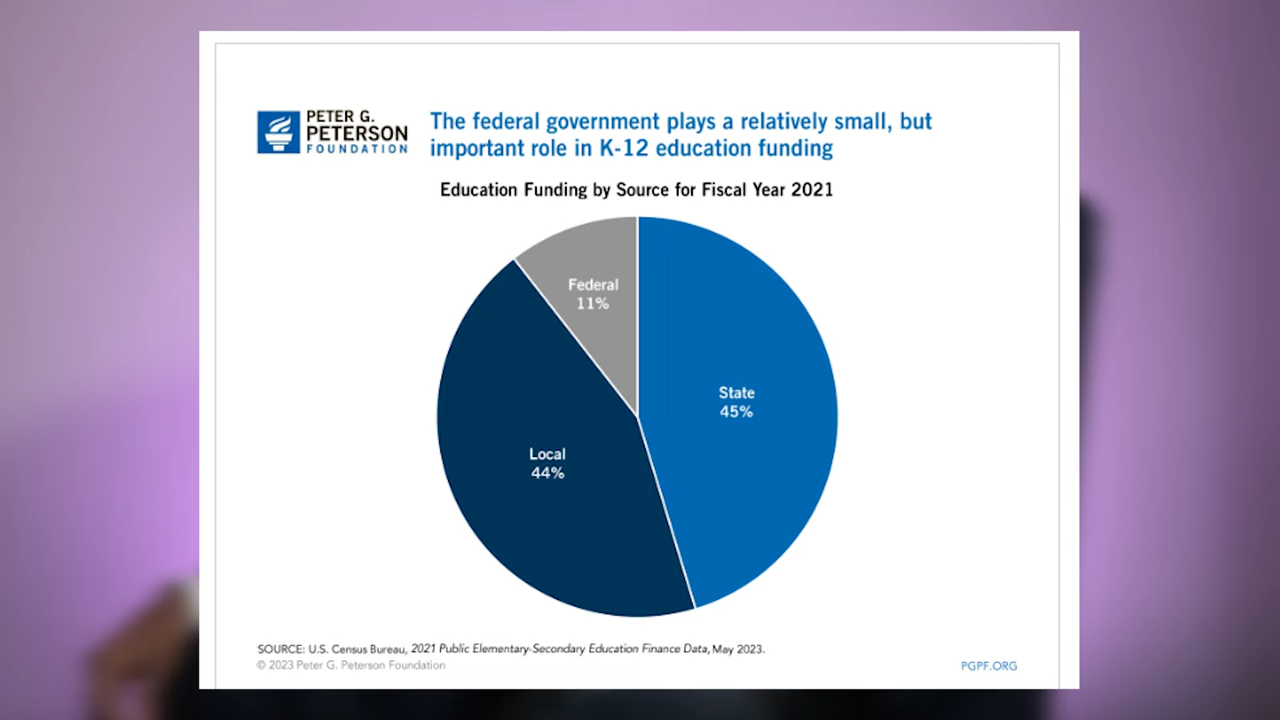 PETER G.
PETERSON
FOUNDATION
The federal government plays a relatively small, but
important role in K-12 education funding
Education Funding by Source for Fiscal Year 2021
Federal
11%
State
45%
Local
44%
SOURCE: U.S. Census Bureau, 2021 Public Elementary-Secondary Education Finance Data, May 2023.
© 2023 Peter G. Peterson Foundation
PGPF.ORG